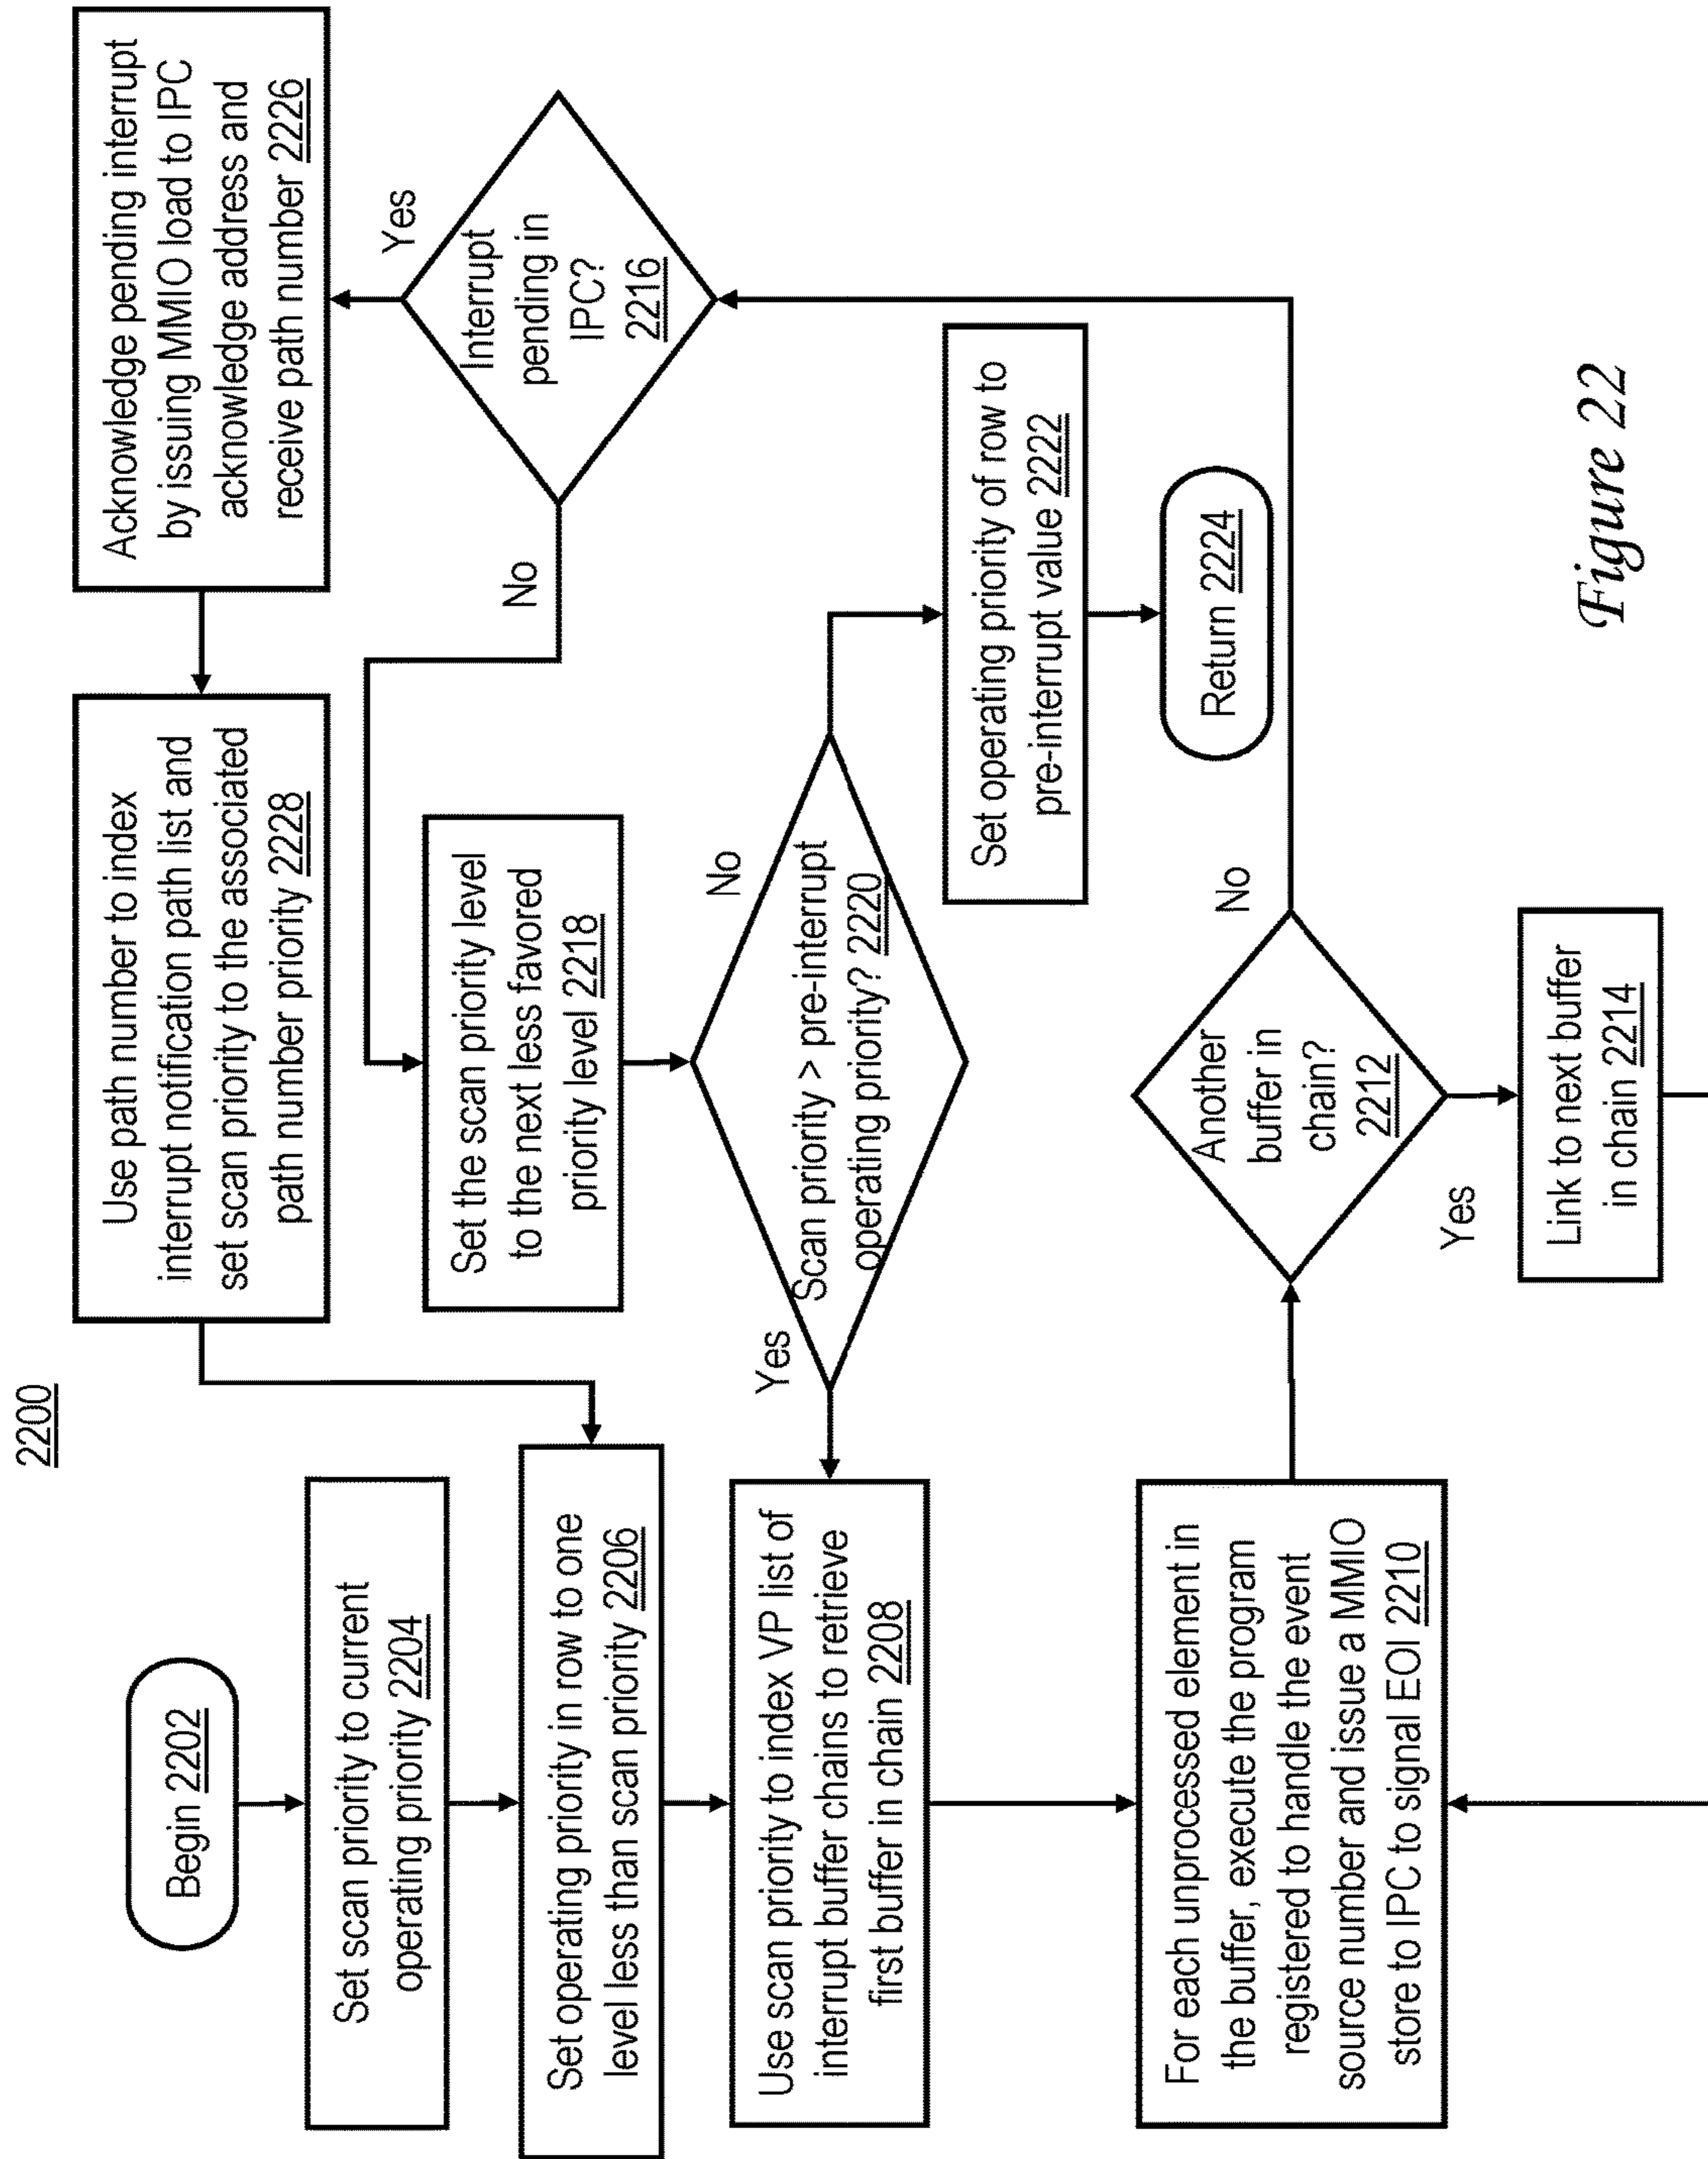 2200
Begin 2202
Set scan priority to current
operating priority 2204
Set operating priority in row to one
level less than scan priority 2206
Use scan priority to index VP list of
interrupt buffer chains to retrieve
first buffer in chain 2208
For each unprocessed element in
the buffer, execute the program
registered to handle the event
source number and issue a MMIO
store to IPC to signal EOI 2210
Another
buffer in
chain?
2212
Yes
No
Link to next buffer
in chain 2214
Interrupt
pending in
IPC?
2216
Yes
No
Set the scan priority level
to the next less favored
priority level 2218
Scan priority > pre-interrupt
operating priority? 2220
Yes
No
Set operating priority of row to
pre-interrupt value 2222
Return 2224
Acknowledge pending interrupt
by issuing MMIO load to IPC
acknowledge address and
receive path number 2226
Use path number to index
interrupt notification path list and
set scan priority to the associated
path number priority 2228
Figure 22